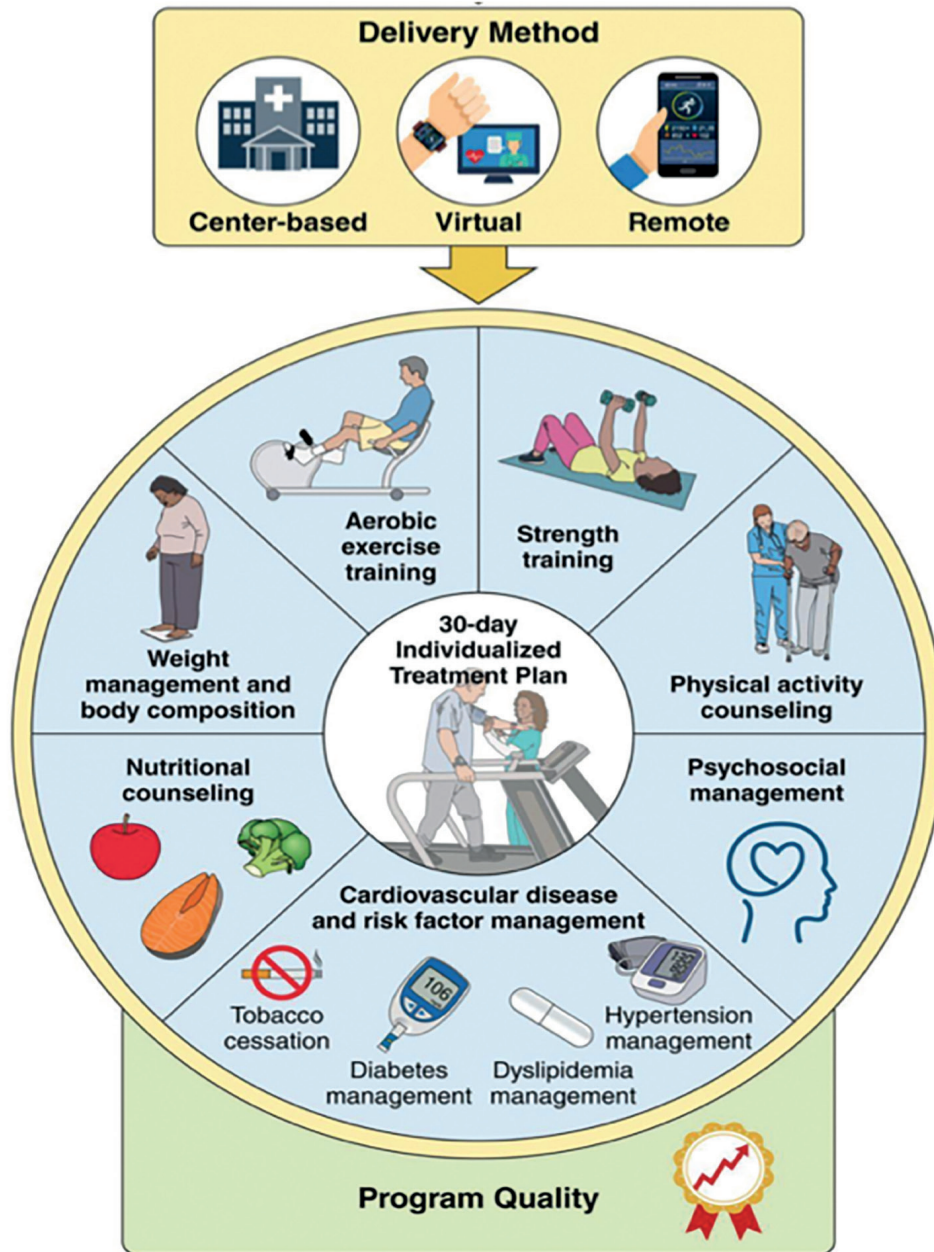 Delivery Method
Center-based
Virtual
Remote
Aerobic
exercise
training
Strength
training
Weight
management and
body composition
30-day
Individualized
Treatment Plan
Physical activity
counseling
Nutritional
counseling
Psychosocial
management
Cardiovascular disease
and risk factor management
Tobacco
cessation
106
Diabetes
management
Dyslipidemia
management
Hypertension
management
Program Quality